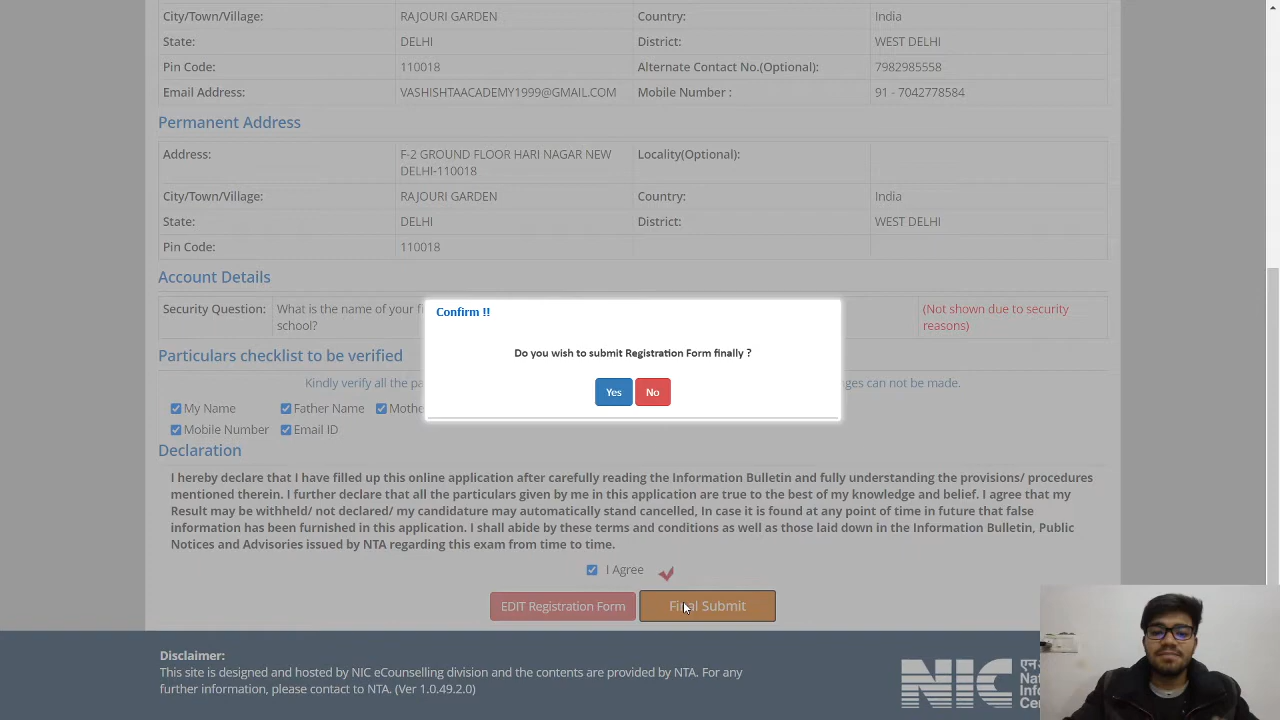 City/Town/Village: RAJOURI GARDEN Country: India
State: DELHI District: WEST DELHI
Pin Code: 110018 Alternate Contact No.(Optional): 7982985558
Email Address: VASHISHTAACADEMY1999@GMAIL.COM Mobile Number : 91 - 7042778584
Permanent Address
Address: F-2 GROUND FLOOR HARI NAGAR NEW Locality(Optional):
DELHI-110018
City/Town/Village: RAJOURI GARDEN Country: India
State: DELHI District: WEST DELHI
Pin Code: 110018
Account Details
Security Question: What is the name of your (Not shown due to security
school? reasons)
Confirm !!
Do you wish to submit Registration Form finally ?
Yes No
Particulars checklist to be verified
Kindly verify all the can not be made.
My Name Father Name
Mobile Number Email ID
Declaration
I hereby declare that I have filled up this online application after carefully reading the Information Bulletin and fully understanding the provisions/ procedures
mentioned therein. I further declare that all the particulars given by me in this application are true to the best of my knowledge and belief. I agree that my
Result may be withheld/ not declared/ my candidature may automatically stand cancelled, In case it is found at any point of time in future that false
information has been furnished in this application. I shall abide by these terms and conditions as well as those laid down in the Information Bulletin, Public
Notices and Advisories issued by NTA regarding this exam from time to time.
I Agree
EDIT Registration Form Final Submit
Disclaimer:
This site is designed and hosted by NIC eCounselling division and the contents are provided by NTA. For any
further information, please contact to NTA. (Ver 1.0.49.2.0)
NIC